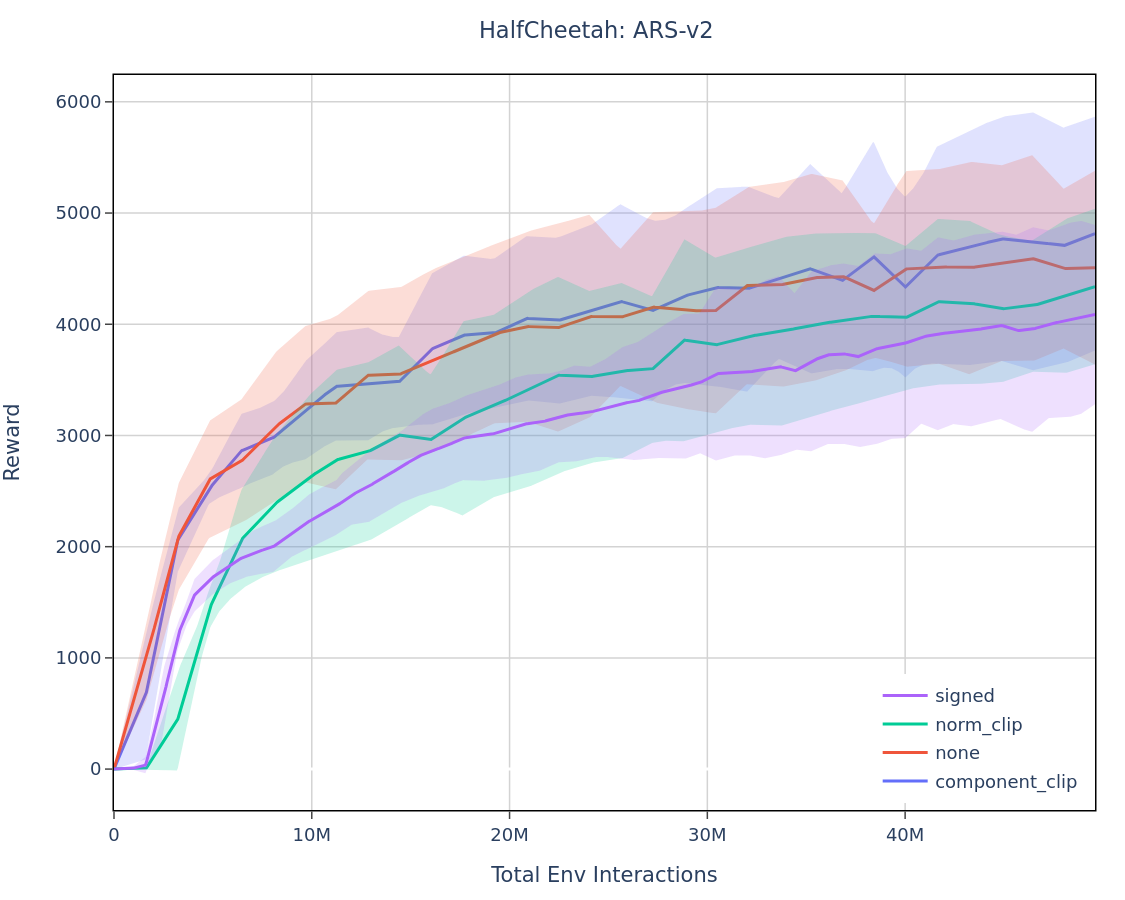 HalfCheetah: ARS-v2
6000
5000
4000
3000
2000
1000
0
Reward
0
10M
20M
30M
40M
Total Env Interactions
signed
norm_clip
none
component_clip